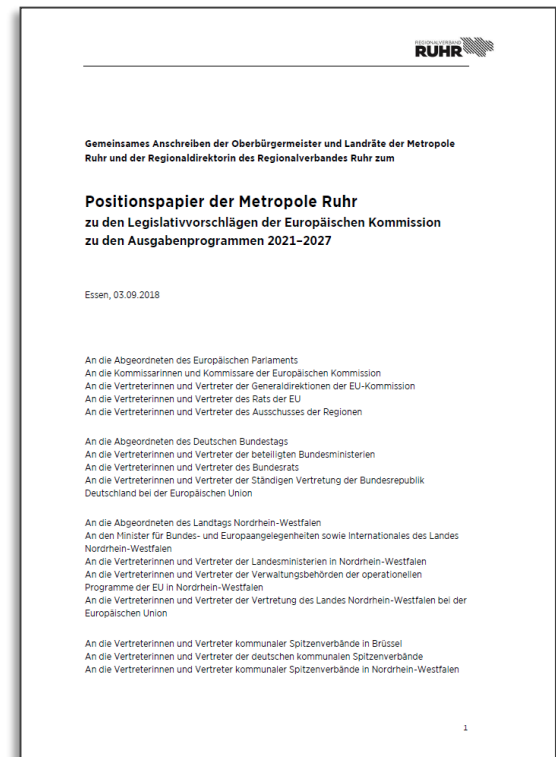 REGIONALVERBAND
RUHR
Gemeinsames Anschreiben der Oberbürgermeister und Landräte der Metropole
Ruhr und der Regionaldirektorin des Regionalverbandes Ruhr zum
Positionspapier der Metropole Ruhr
zu den Legislativvorschlägen der Europäischen Kommission
zu den Ausgabenprogrammen 2021–2027
Essen, 03.09.2018
An die Abgeordneten des Europäischen Parlaments
An die Kommissarinnen und Kommissare der Europäischen Kommission
An die Vertreterinnen und Vertreter der Generaldirektionen der EU-Kommission
An die Vertreterinnen und Vertreter des Rats der EU
An die Vertreterinnen und Vertreter des Ausschusses der Regionen
An die Abgeordneten des Deutschen Bundestags
An die Vertreterinnen und Vertreter der beteiligten Bundesministerien
An die Vertreterinnen und Vertreter des Bundesrats
An die Vertreterinnen und Vertreter der Ständigen Vertretung der Bundesrepublik
Deutschland bei der Europäischen Union
An die Abgeordneten des Landtags Nordrhein-Westfalen
An den Minister für Bundes- und Europaangelegenheiten sowie Internationales des Landes
Nordrhein-Westfalen
An die Vertreterinnen und Vertreter der Landesministerien in Nordrhein-Westfalen
An die Vertreterinnen und Vertreter der Verwaltungsbehörden der operationellen
Programme der EU in Nordrhein-Westfalen
An die Vertreterinnen und Vertreter der Vertretung des Landes Nordrhein-Westfalen bei der
Europäischen Union
An die Vertreterinnen und Vertreter kommunaler Spitzenverbände in Brüssel
An die Vertreterinnen und Vertreter der deutschen kommunalen Spitzenverbände
An die Vertreterinnen und Vertreter kommunaler Spitzenverbände in Nordrhein-Westfalen
1